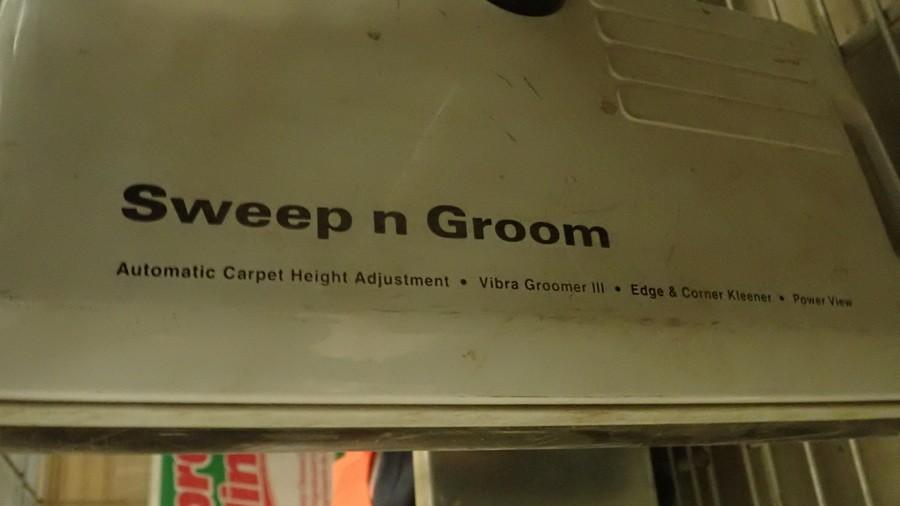 Sweep n Groom
Automatic Carpet Height Adjustment • Vibra Groomer III • Edge & Corner Kleener • Power View